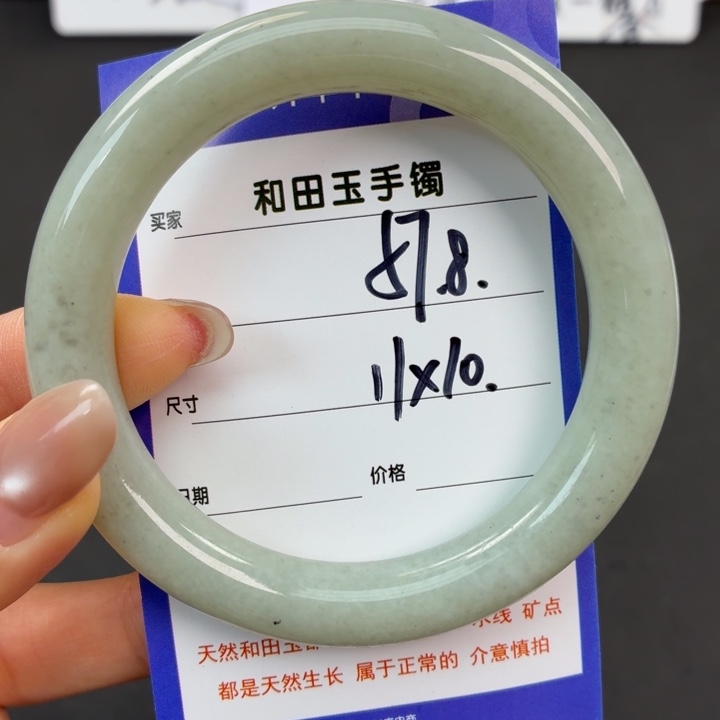 和田玉手镯
买家
57.8.
尺寸
11x10.
日期 价格
天然和田玉 水线 矿点
都是天然生长 属于正常的 介意慎拍